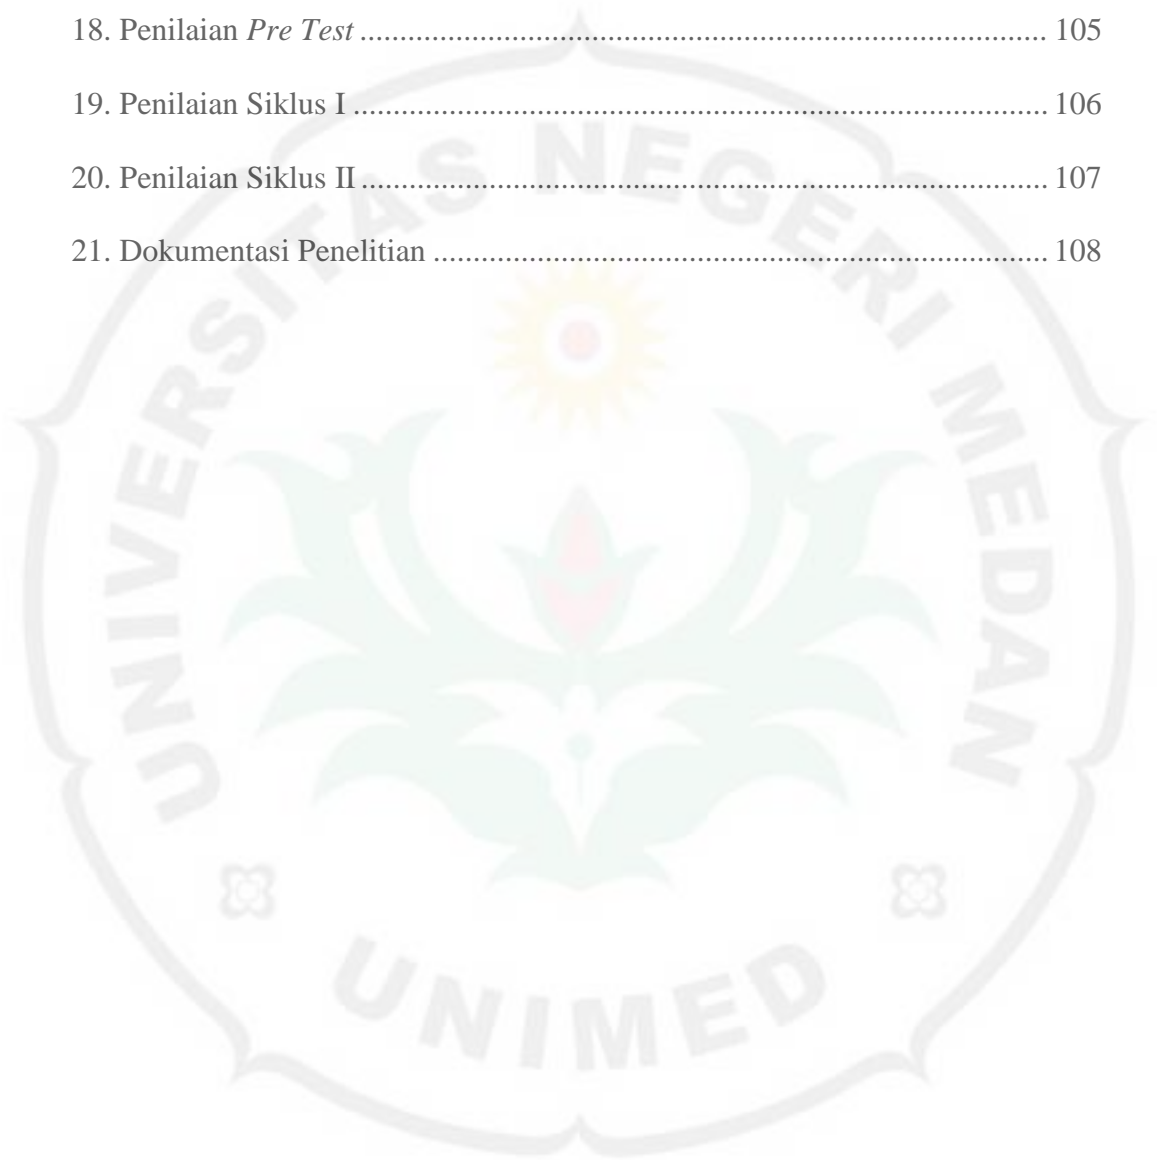 18. Penilaian Pre Test ........................................................................................ 105
19. Penilaian Siklus I ......................................................................................... 106
20. Penilaian Siklus II ........................................................................................ 107
21. Dokumentasi Penelitian ............................................................................... 108
UNIVERSITAS NEGERI MEDAN
UNIMED